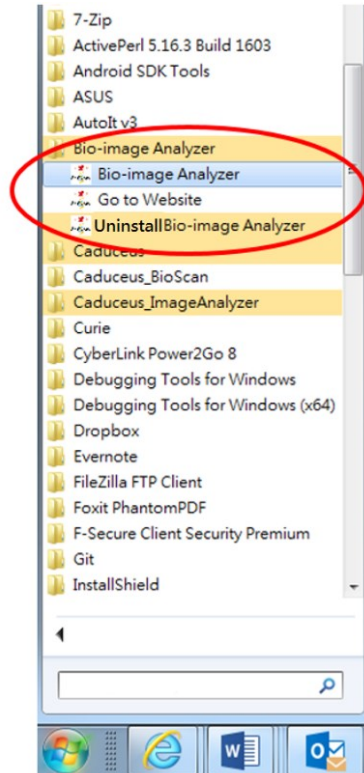 7-Zip
ActivePerl 5.16.3 Build 1603
Android SDK Tools
ASUS
AutoIt v3
Bio-image Analyzer
Bio-image Analyzer
Go to Website
UninstallBio-image Analyzer
Caduceus
Caduceus_BioScan
Caduceus_ImageAnalyzer
Curie
CyberLink Power2Go 8
Debugging Tools for Windows
Debugging Tools for Windows (x64)
Dropbox
Evernote
FileZilla FTP Client
Foxit PhantomPDF
F-Secure Client Security Premium
Git
InstallShield